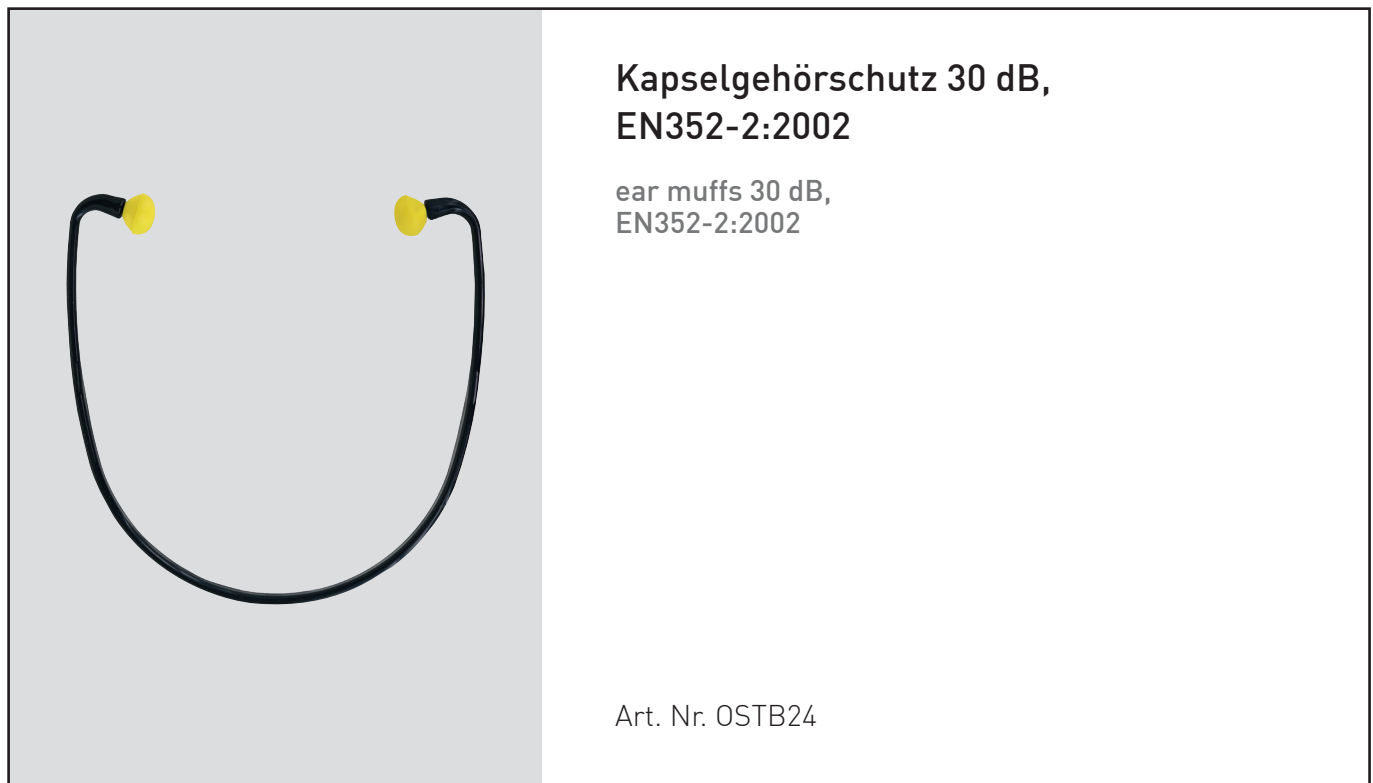 Kapselgehörschutz 30 dB,
EN352-2:2002
ear muffs 30 dB,
EN352-2:2002
Art. Nr. OSTB24